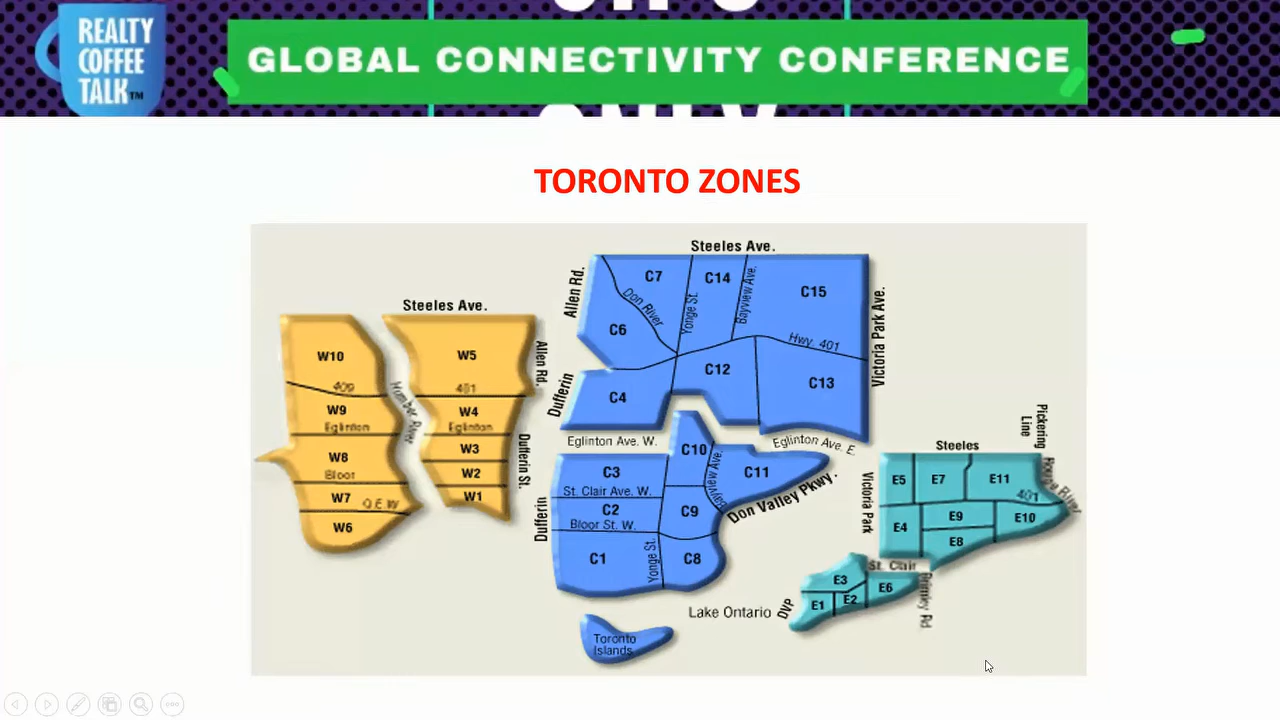 REALTY
COFFEE
TALK™
GLOBAL CONNECTIVITY CONFERENCE
TORONTO ZONES
Steeles Ave.
W10
W5
409
401
Allen Rd.
Humber River
W9
W4
Eglinton
Eglinton
W8
W3
Bloor
W2
W7
W1
Q.E.W
W6
Dufferin St.
Steeles Ave.
Allen Rd.
C7
C14
C15
Don River
Yonge St.
Bayview Ave.
C6
Hwy. 401
Victoria Park Ave.
C12
C13
Dufferin
C4
Eglinton Ave. W.
Eglinton Ave. E.
C10
C3
Bayview Ave.
C11
St. Clair Ave. W.
Don Valley Pkwy.
C2
C9
Bloor St. W.
Dufferin
C1
Yonge St.
C8
Lake Ontario
Toronto
Islands
Pickering
Line
Steeles
Rouge River
Victoria Park
E5
E7
E11
401
E4
E9
E10
E8
St. Clair
E3
E6
E1
E2
DVP
Brimley Rd